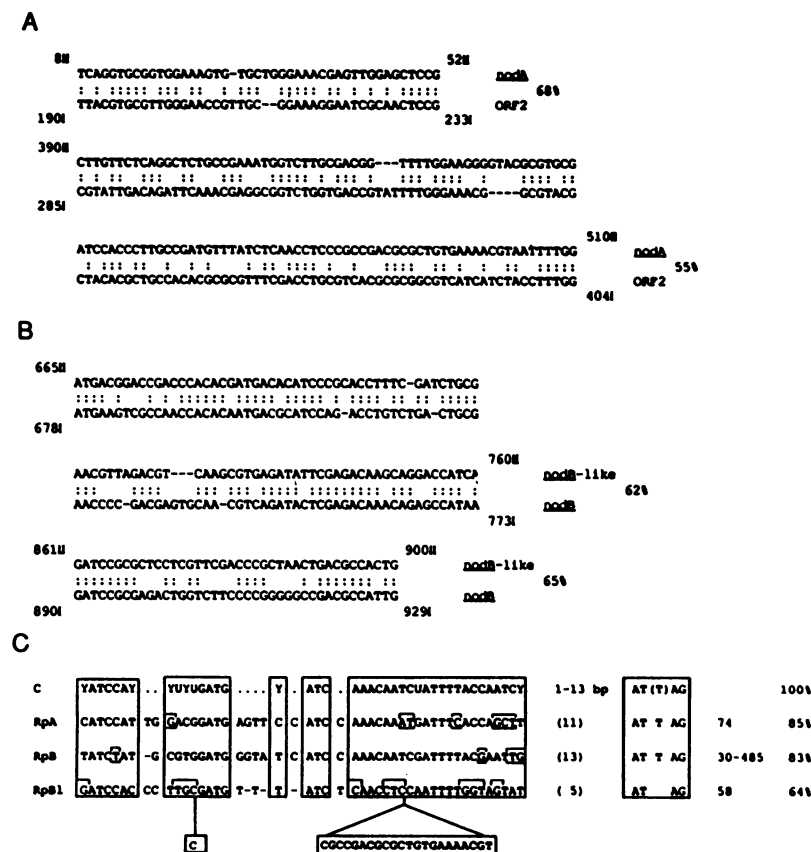 A
8II 52II nodA
TCAGGTGCGGTGGAAAGTG-TGCTGGGAAACGAGTTGGAGCTCCG
68%
TTACGTGCGTTGGGAACCGTTGC--GGAAAGGAATCGCAACTCCG ORF2
190I 233I
390II
CTTGTTCTCAGGCTCTGCCGAAATGGTCTTGCGACGG---TTTTGGAAGGGGTACGCGTGCG
CGTATTGACAGATTCAAACGAGGCGGTCTGGTGACCGTATTTTGGGAAACG----GCGTACG
285I
510II
ATCCACCCTTGCCGATGTTTATCTCAACCTCCCGCCGACGCGCTGTGAAAACGTAATTTTGG nodA
55%
CTACACGCTGCCACACGCGCGTTTCGACCTGCGTCACGCGCGGCGTCATCATCTACCTTTGG ORF2
404I
B
665II
ATGACGGACCGACCCACACGATGACACATCCCGCACCTTTC-GATCTGCG
ATGAAGTCGCCAACCACACAATGACGCATCCAG-ACCTGTCTGA-CTGCG
678I
760II
AACGTTAGACGT---CAAGCGTGAGATATTCGAGACAAGCAGGACCATCA nodB-like
62%
AACCCC-GACGAGTGCAA-CGTCAGATACTCGAGACAAACAGAGCCATAA nodB
773I
861II 900II
GATCCGCGCTCCTCGTTCGACCCGCTAACTGACGCCACTG nodB-like
65%
GATCCGCGAGACTGGTCTTCCCCGGGGGCCGACGCCATTG nodB
890I 929I
C
C YATCCAY .. YUYUGATG .... Y . ATC . AAACAATCUATTTTACCAATCY 1-13 bp AT(T)AG 100%
RpA CATCCAT TG GACGGATG AGTT C C ATC C AAACAAATGATTTCACCAGCTT (11) AT T AG 74 85%
RpB TATCTAT -G CGTGGATG GGTA T C ATC C AAACAATCGATTTTACGAATTG (13) AT T AG 30-485 83%
RpB1 GATCCAC CC TTGCGATG T-T- T - ATC T CAACCTCCAATTTTGGTAGTAT ( 5) AT AG 58 64%
C CGCCGACGCGCTGTGAAAACGT